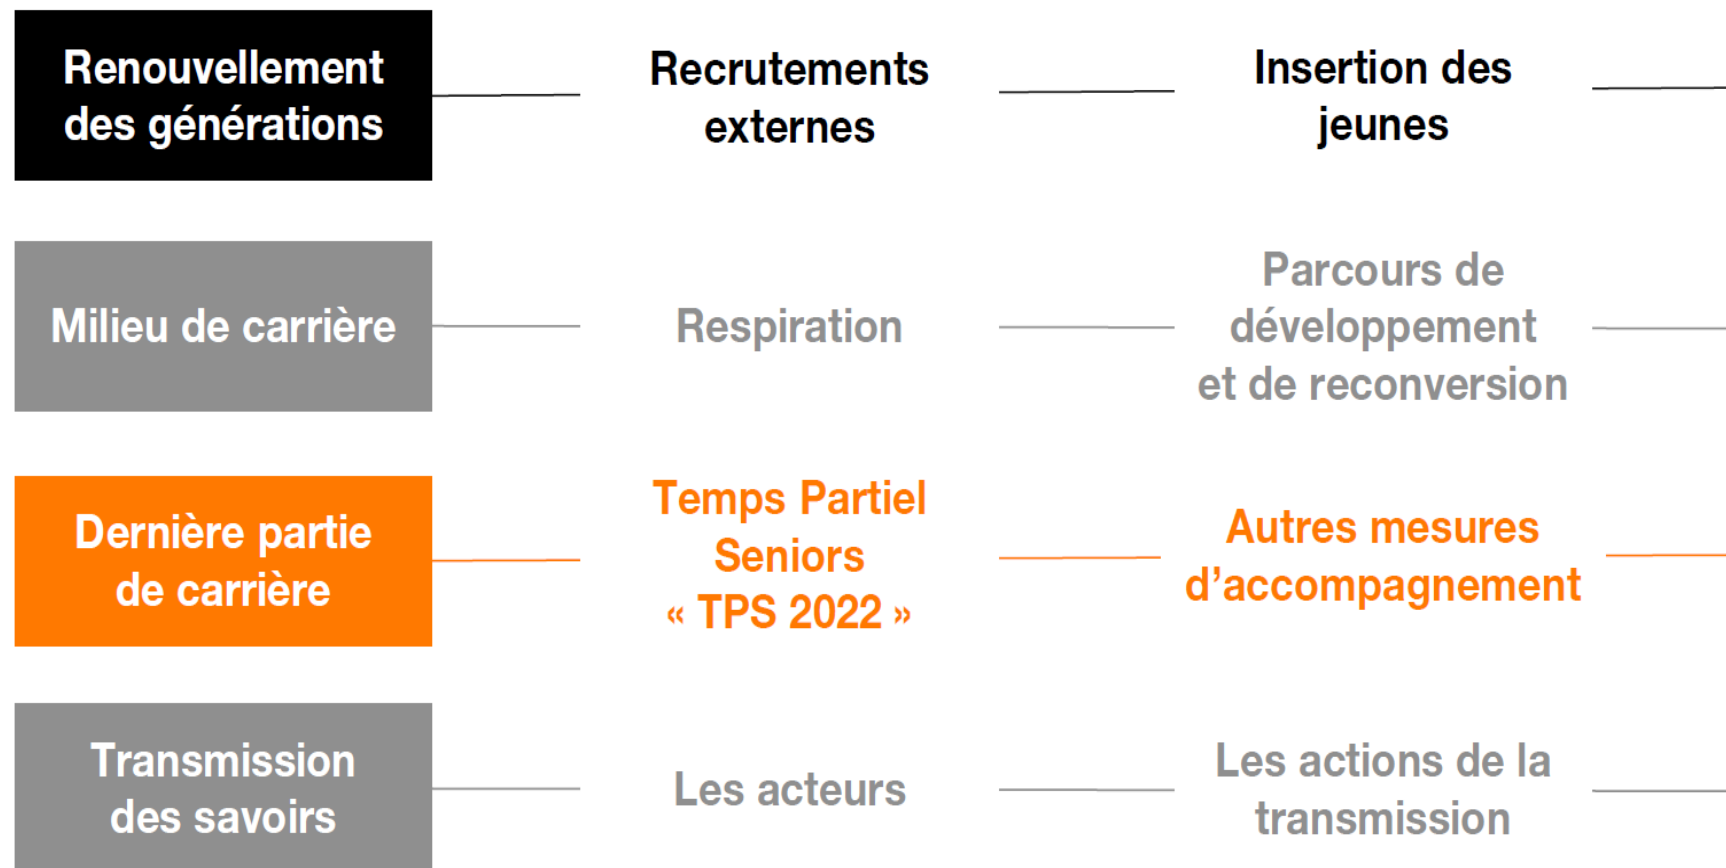 Renouvellement
des générations
Recrutements
externes
Insertion des
jeunes
Milieu de carrière
Respiration
Parcours de
développement
et de reconversion
Dernière partie
de carrière
Temps Partiel
Seniors
« TPS 2022 »
Autres mesures
d’accompagnement
Transmission
des savoirs
Les acteurs
Les actions de la
transmission